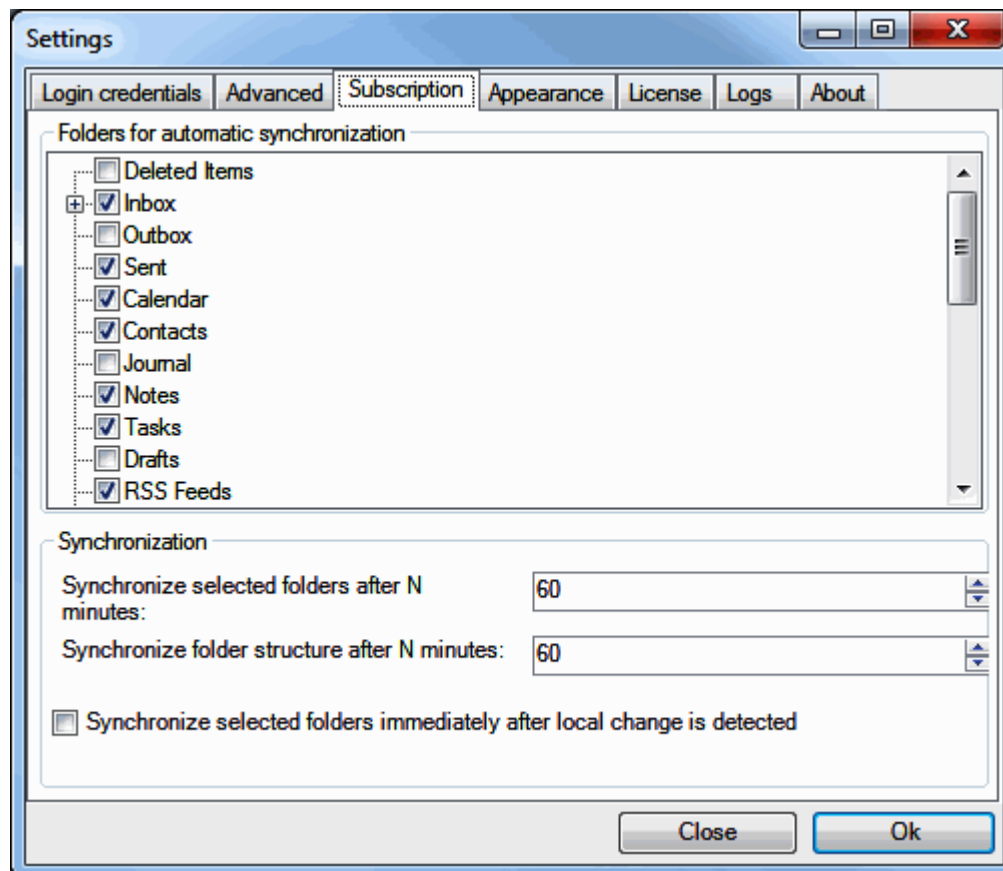 Settings
Login credentials Advanced Subscription Appearance License Logs About
Folders for automatic synchronization
Deleted Items
Inbox
Outbox
Sent
Calendar
Contacts
Journal
Notes
Tasks
Drafts
RSS Feeds
Synchronization
Synchronize selected folders after N
minutes:
60
Synchronize folder structure after N minutes: 60
Synchronize selected folders immediately after local change is detected
Close Ok